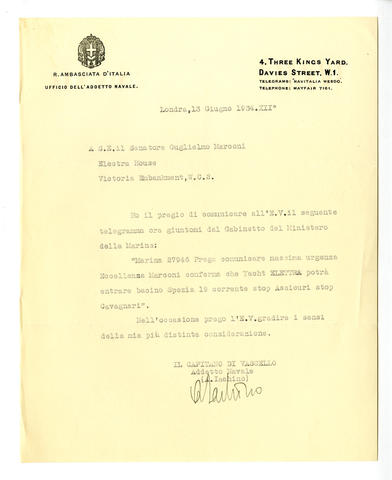 R. AMBASCIATA D'ITALIA
UFFICIO DELL'ADDETTO NAVALE.
4, THREE KINGS YARD,
DAVIES STREET, W.1.
TELEGRAMS: NAVITALIA WESDO.
TELEPHONE: MAYFAIR 7161.
Londra, 13 Giugno 1934.XII°
A S.E.il Senatore Guglielmo Marconi
Electra House
Victoria Embankment, W.C.S.
Ho il pregio di comunicare all'E.V.il seguente
telegramma ora giuntomi dal Gabinetto del Ministero
della Marina:
"Marima 27946 Prego comunicare massima urgenza
Eccellenza Marconi conferma che Yacht ELETTRA potrà
entrare bacino Spezia 19 corrente stop Assicuri stop
Cavagnari".
Nell'occasione prego l'E.V.gradire i sensi
della mia più distinta considerazione.
IL CAPITANO DI VASCELLO
Addetto Navale
(A.Iachino)